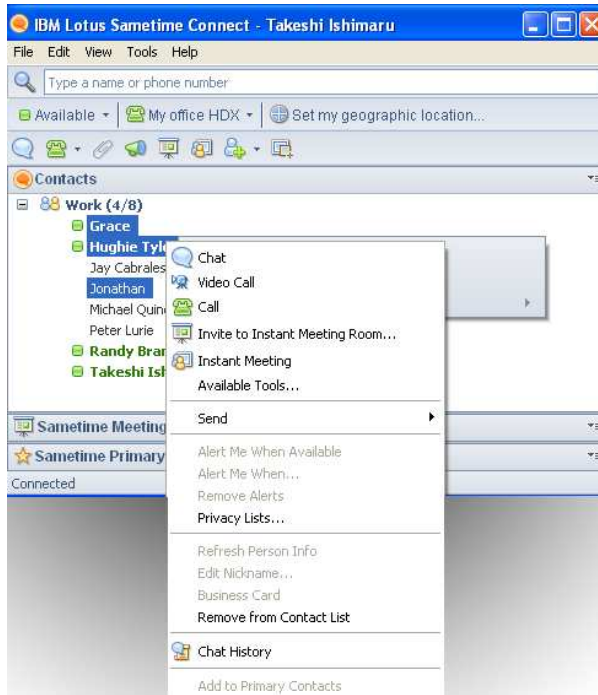 IBM Lotus Sametime Connect - Takeshi Ishimaru
File Edit View Tools Help
Type a name or phone number
Available My office HDX Set my geographic location...
Contacts
Work (4/8)
Grace
Hughie
Jay Cabrales
Jonathan
Michael
Peter Lurie
Randy
Takeshi
Chat
Video Call
Call
Invite to Instant Meeting Room...
Instant Meeting
Available Tools...
Send
Alert Me When Available
Alert Me When...
Remove Alerts
Privacy Lists...
Refresh Person Info
Edit Nickname...
Business Card
Remove from Contact List
Chat History
Add to Primary Contacts
Sametime Meeting
Sametime Primary
Connected